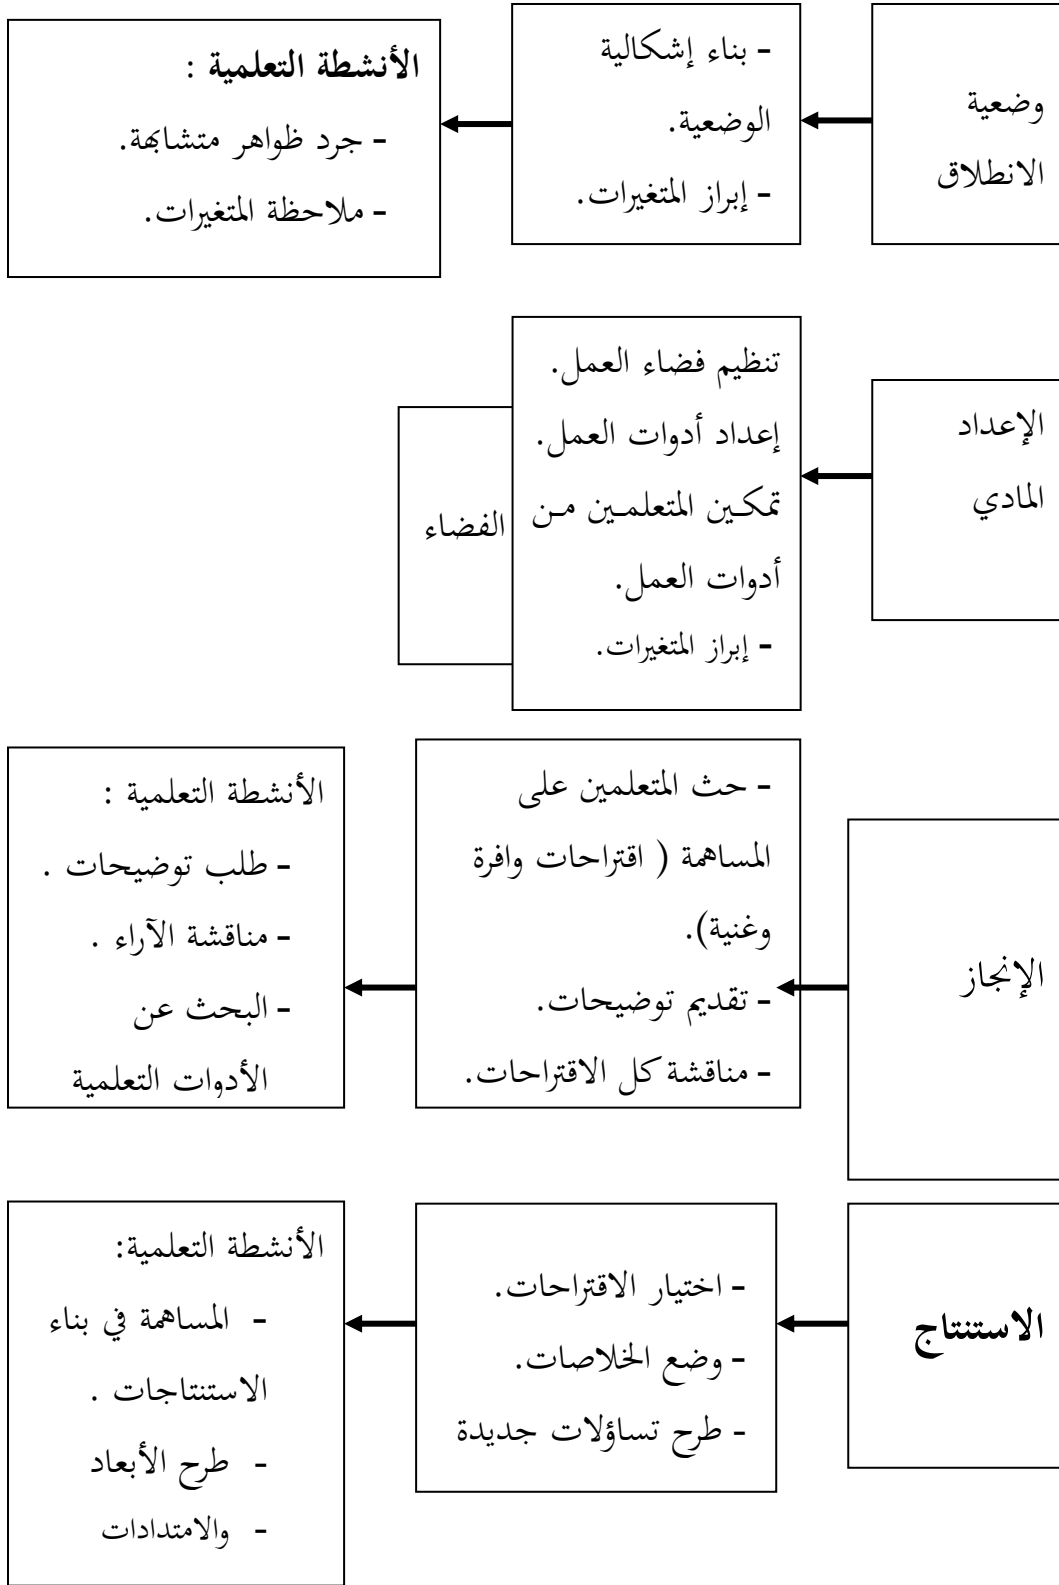 وضعية
الانطلاق
- بناء إشكالية
الوضعية.
- إبراز المتغيرات.
الأنشطة التعلمية :
- جرد ظواهر متشابهة.
- ملاحظة المتغيرات.
الإعداد
المادي
تنظيم فضاء العمل.
إعداد أدوات العمل.
تمكـين المتعلمـين مـن
أدوات العمل.
- إبراز المتغيرات.
الفضاء
الإنجاز
- حث المتعلمين على
المساهمة ( اقتراحات وافرة
وغنية).
- تقديم توضيحات.
- مناقشة كل الاقتراحات.
الأنشطة التعلمية :
- طلب توضيحات .
- مناقشة الآراء .
- البحث عن
الأدوات التعلمية
الاستنتاج
- اختيار الاقتراحات.
- وضع الخلاصات.
- طرح تساؤلات جديدة
الأنشطة التعلمية:
- المساهمة في بناء
الاستنتاجات .
- طرح الأبعاد
- والامتدادات